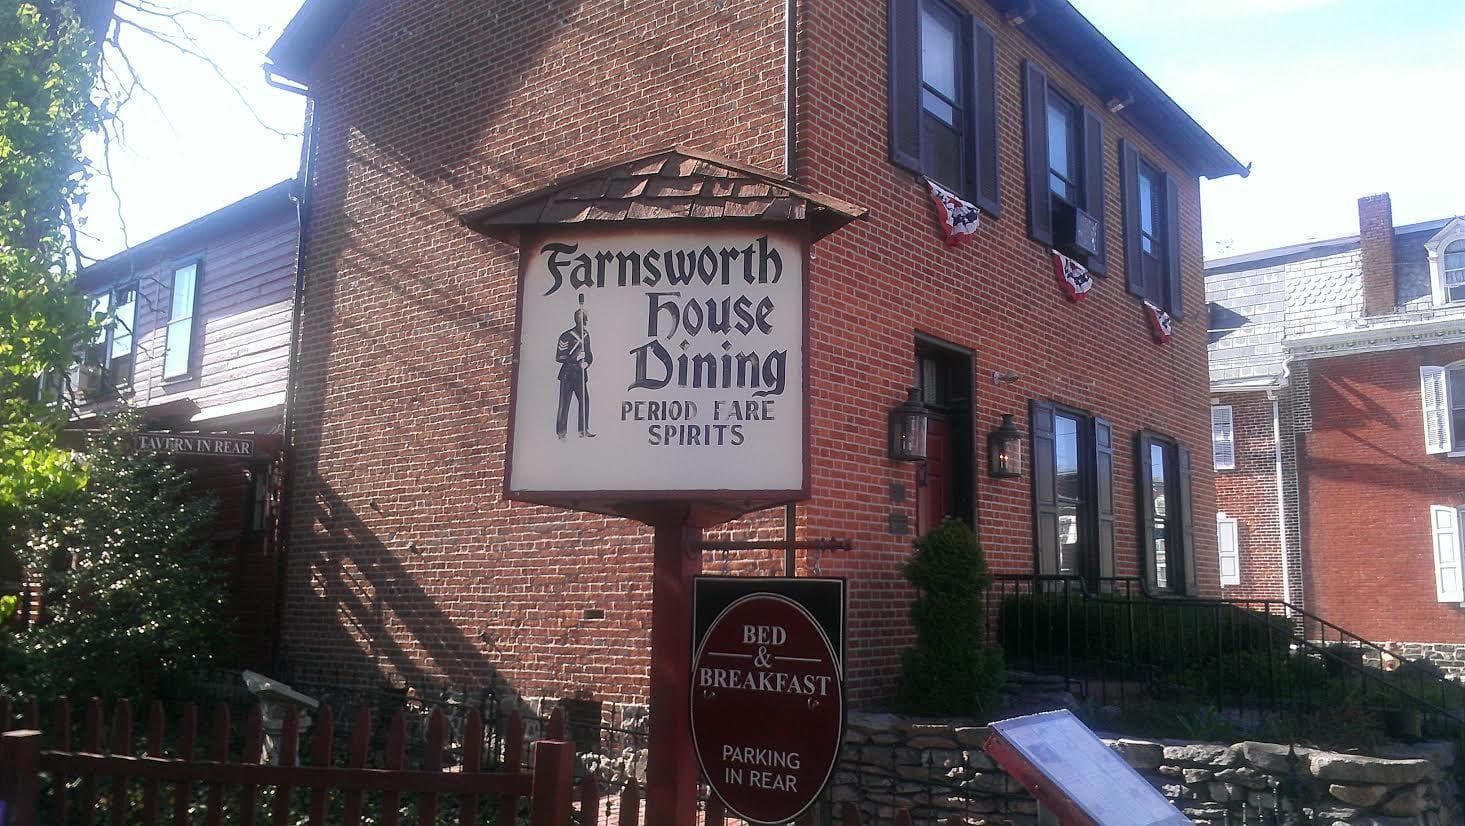 Farnsworth
House
Dining
PERIOD FARE
SPIRITS
TAVERN IN REAR
BED
&
BREAKFAST
PARKING
IN REAR